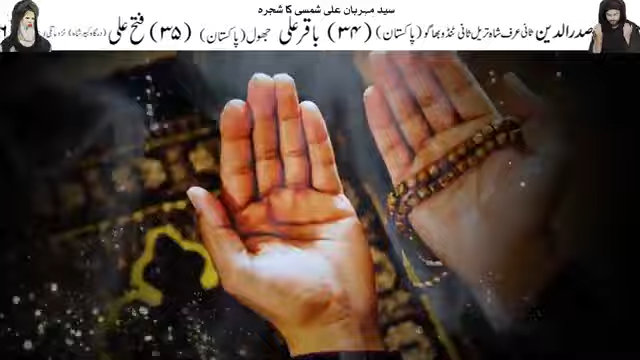 سید مہربان علی شمسی کا شجرہ
صدرالدین ثانی عرف شاہ تریل ثانی ٹنڈو بھاگو (پاکستان) (۳۴) باقر علی جھول (پاکستان) (۳۵) فتح علی